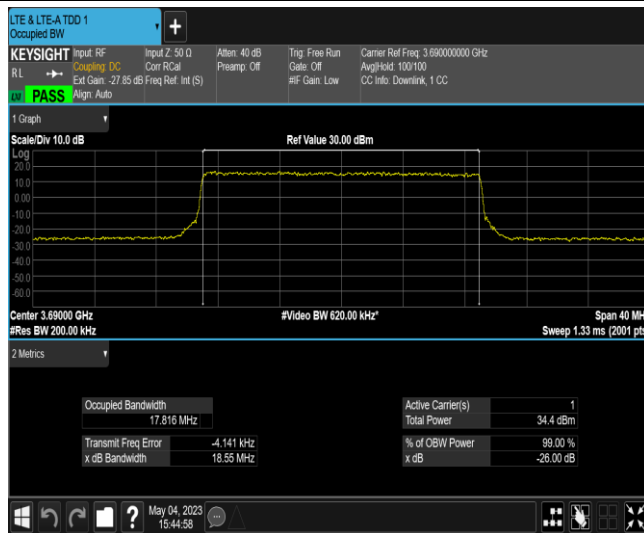 LTE & LTE-A TDD 1
Occupied BW
+
KEYSIGHT Input: RF Input Z: 50 Ω Atten: 40 dB Trig: Free Run Carrier Ref Freq: 3.690000000 GHz
RL Coupling: DC Corr RCal Preamp: Off Gate: Off Avg|Hold: 100/100
Ext Gain: -27.85 dB Freq Ref: Int (S) #IF Gain: Low CC Info: Downlink, 1 CC
PASS Align: Auto
1 Graph
Scale/Div 10.0 dB Ref Value 30.00 dBm
Log
20.0
10.0
0.00
-10.0
-20.0
-30.0
-40.0
-50.0
-60.0
Center 3.69000 GHz #Video BW 620.00 kHz* Span 40 MH
#Res BW 200.00 kHz Sweep 1.33 ms (2001 pts
2 Metrics
Occupied Bandwidth Active Carrier(s) 1
17.816 MHz Total Power 34.4 dBm
Transmit Freq Error -4.141 kHz % of OBW Power 99.00 %
x dB Bandwidth 18.55 MHz x dB -26.00 dB
? May 04, 2023
15:44:58